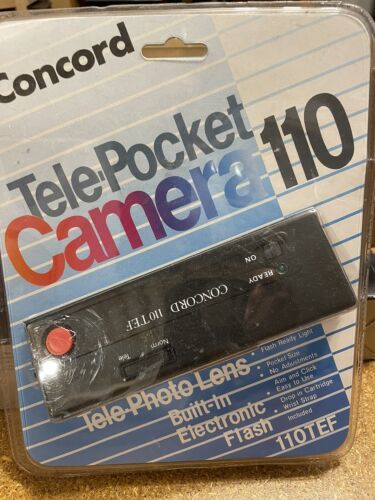 Concord
Tele-Pocket
Camera 110
ON
READY
CONCORD 110TEF
Norm
Tele
Tele-Photo Lens
Built-in
Electronic
Flash
• Flash Ready Light
• Pocket Size
• No Adjustments
• Aim and Click
• Easy to Use
• Drop in Cartridge
• Wrist Strap
Included
110TEF